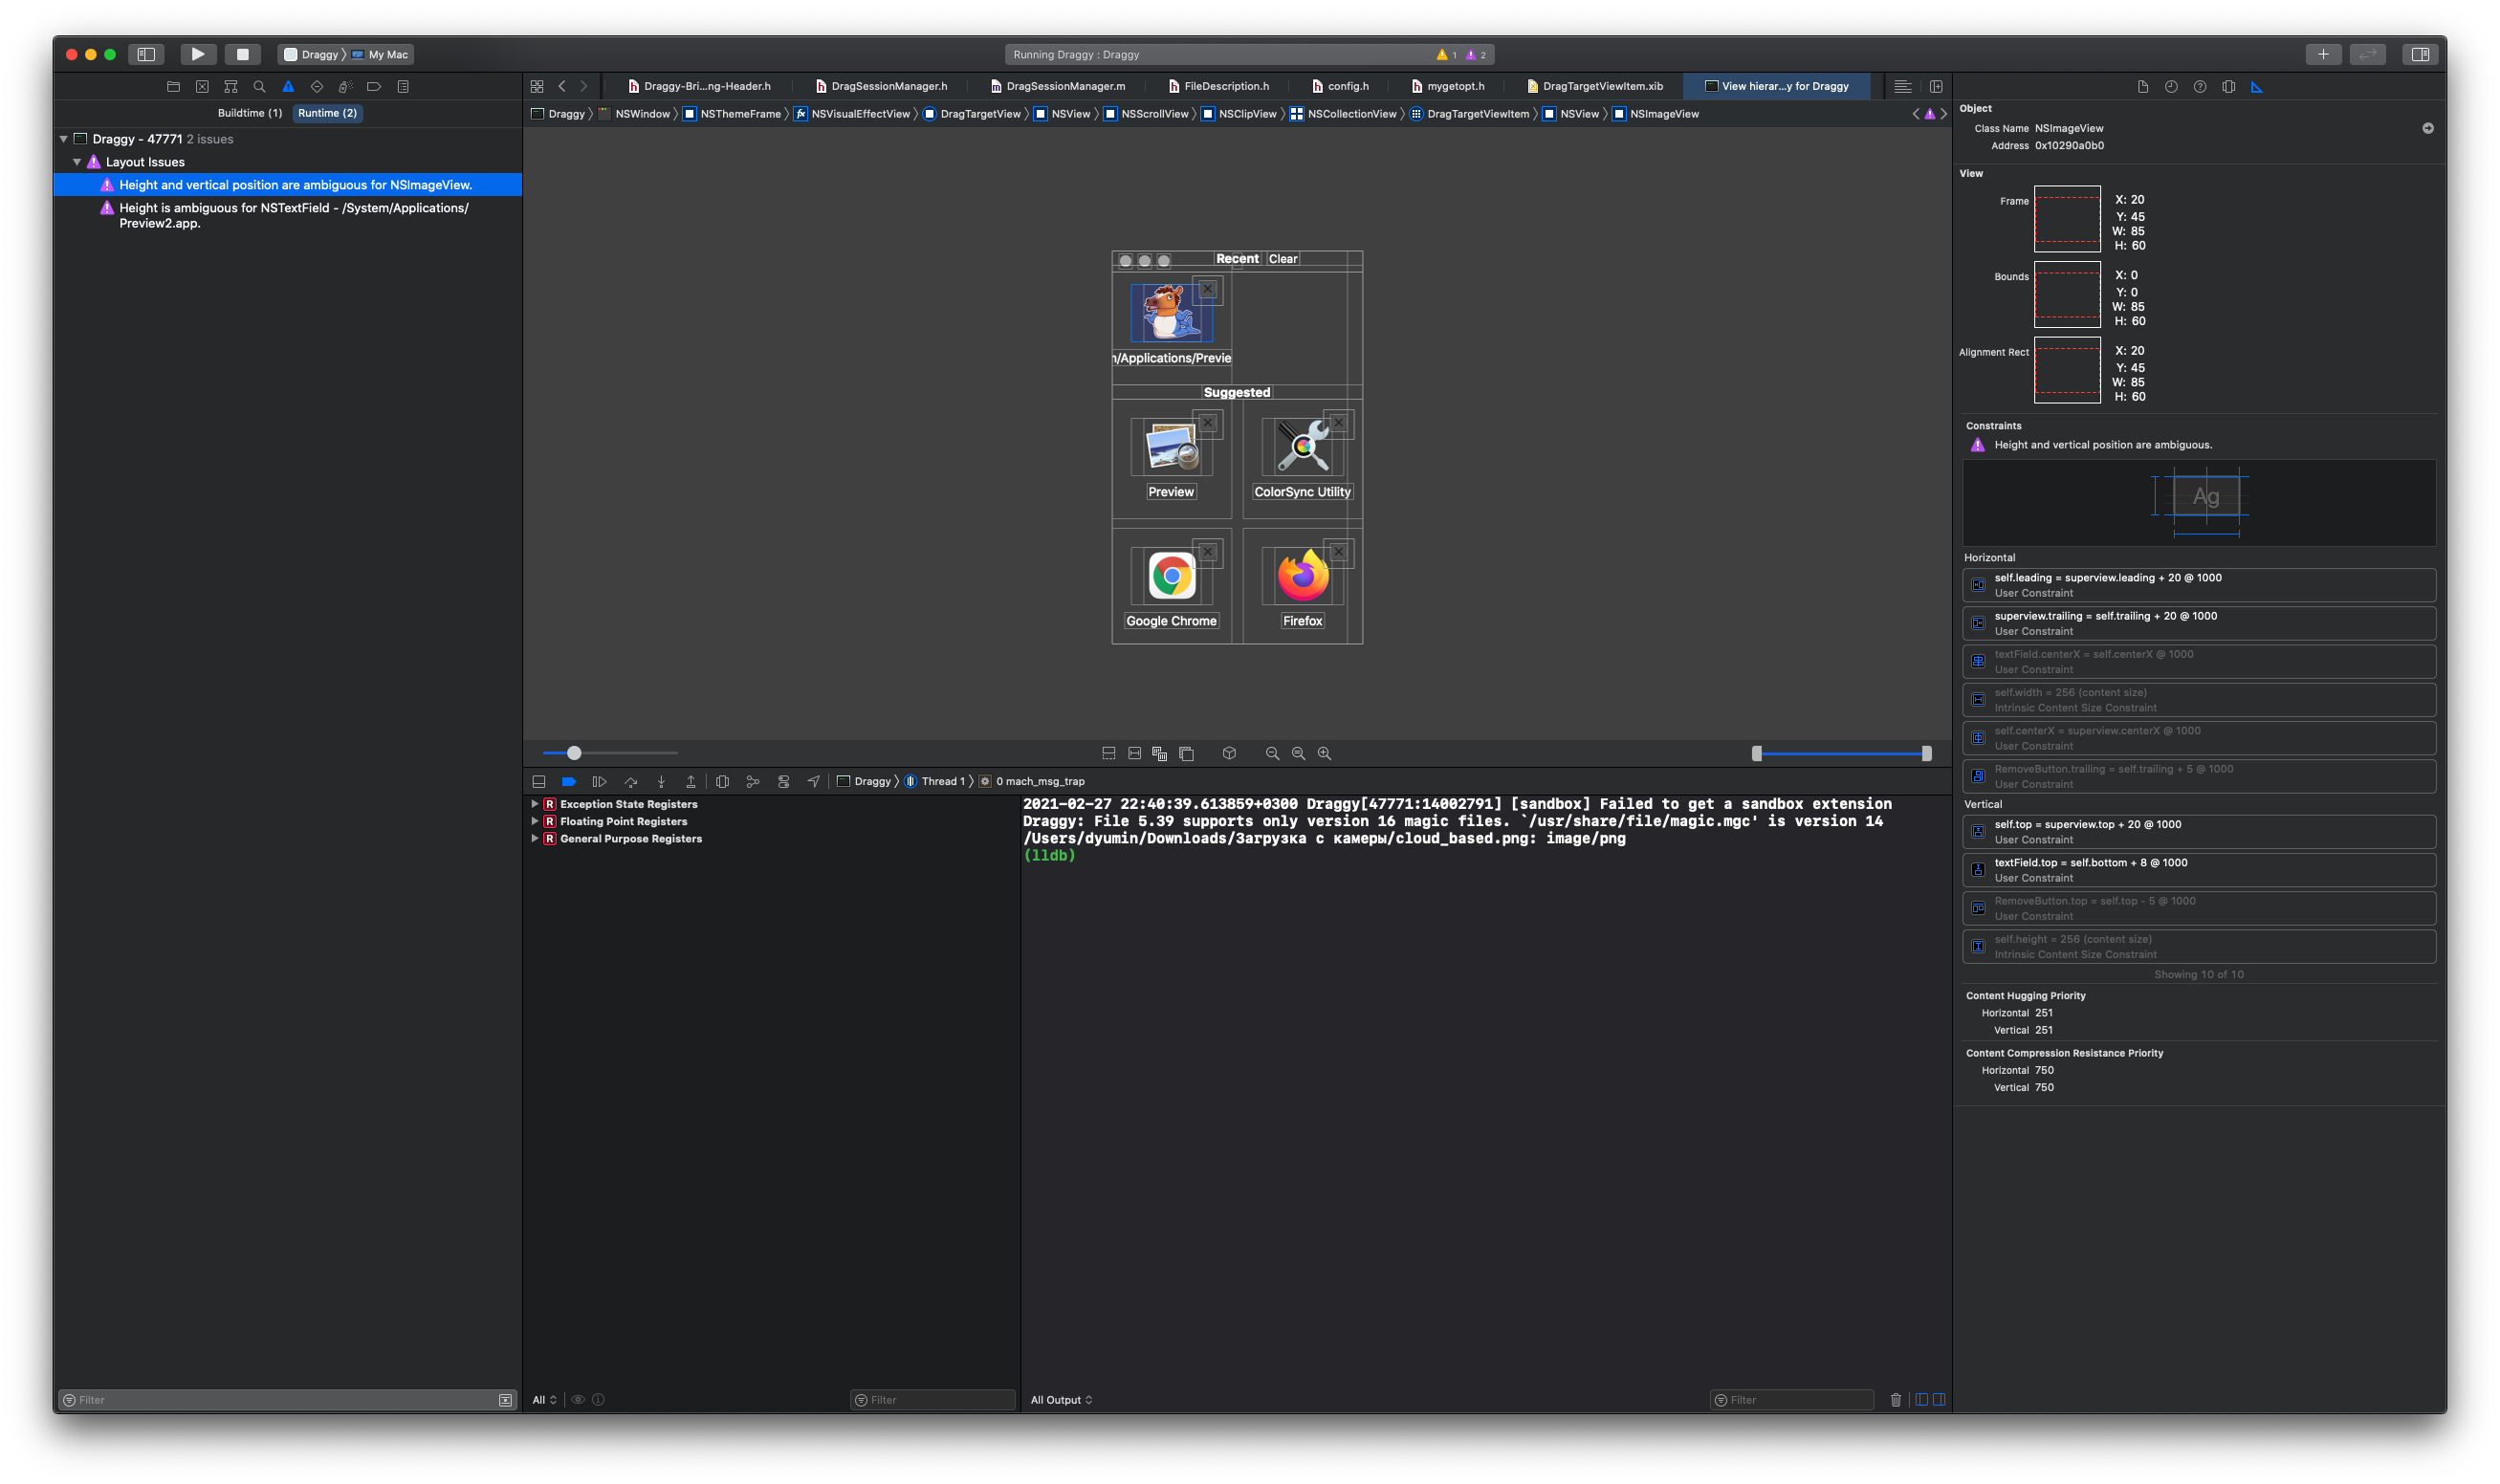 Draggy 〉 My Mac
Running Draggy : Draggy
1
2
Draggy-Bri...ng-Header.h
DragSessionManager.h
DragSessionManager.m
FileDescription.h
config.h
mygetopt.h
DragTargetViewItem.xib
View hierar...y for Draggy
Buildtime (1)
Runtime (2)
Draggy 〉 NSWindow 〉 NSThemeFrame 〉 NSVisualEffectView 〉 DragTargetView 〉 NSView 〉 NSScrollView 〉 NSClipView 〉 NSCollectionView 〉 DragTargetViewItem 〉 NSView 〉 NSImageView
Draggy - 47771 2 issues
Layout Issues
Height and vertical position are ambiguous for NSImageView.
Height is ambiguous for NSTextField - /System/Applications/
Preview2.app.
Recent
Clear
/Applications/Previe
Suggested
Preview
ColorSync Utility
Google Chrome
Firefox
Draggy 〉 Thread 1 〉 0 mach_msg_trap
Exception State Registers
Floating Point Registers
General Purpose Registers
2021-02-27 22:40:39.613859+0300 Draggy[47771:14002791] [sandbox] Failed to get a sandbox extension
Draggy: File 5.39 supports only version 16 magic files. `/usr/share/file/magic.mgc' is version 14
/Users/dyumin/Downloads/Загрузка с камеры/cloud_based.png: image/png
(lldb)
Filter
All
Filter
All Output
Filter
Object
Class Name NSImageView
Address 0x10290a0b0
View
Frame
X: 20
Y: 45
W: 85
H: 60
Bounds
X: 0
Y: 0
W: 85
H: 60
Alignment Rect
X: 20
Y: 45
W: 85
H: 60
Constraints
Height and vertical position are ambiguous.
Ag
Horizontal
self.leading = superview.leading + 20 @ 1000
User Constraint
superview.trailing = self.trailing + 20 @ 1000
User Constraint
textField.centerX = self.centerX @ 1000
User Constraint
self.width = 256 (content size)
Intrinsic Content Size Constraint
self.centerX = superview.centerX @ 1000
User Constraint
RemoveButton.trailing = self.trailing + 5 @ 1000
User Constraint
Vertical
self.top = superview.top + 20 @ 1000
User Constraint
textField.top = self.bottom + 8 @ 1000
User Constraint
RemoveButton.top = self.top - 5 @ 1000
User Constraint
self.height = 256 (content size)
Intrinsic Content Size Constraint
Showing 10 of 10
Content Hugging Priority
Horizontal 251
Vertical 251
Content Compression Resistance Priority
Horizontal 750
Vertical 750